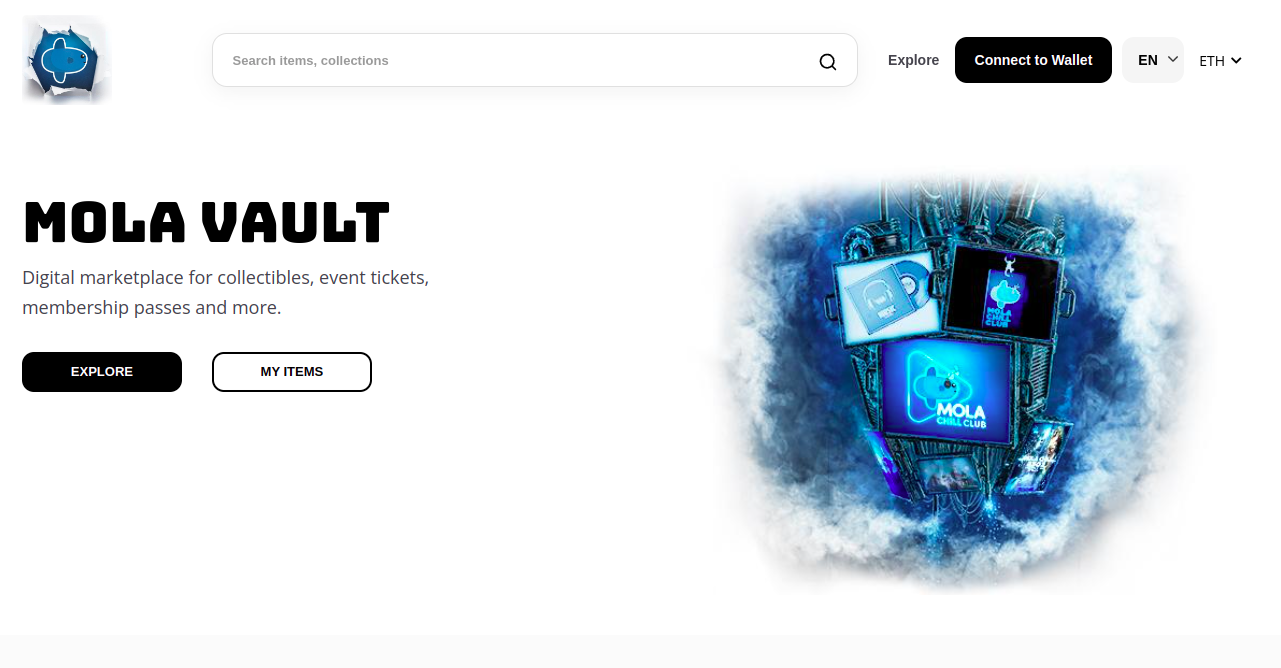 Search items, collections
Explore
Connect to Wallet
EN
ETH
MOLA VAULT
Digital marketplace for collectibles, event tickets,
membership passes and more.
EXPLORE
MY ITEMS
MOLA
CHILL
CLUB
MOLA
CHILL CLUB